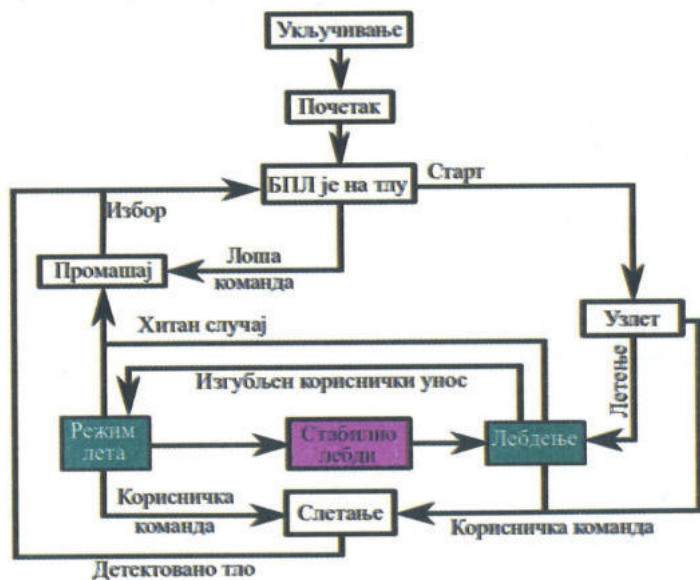 Укључивање
Почетак
БПЛ је на тлу
Старт
Избор
Лоша
команда
Промашај
Хитан случај
Узлет
Летење
Изгубљен кориснички унос
Режим
лета
Стабилно
лебди
Лебдење
Корисничка
команда
Слетање
Корисничка команда
Детектовано тло